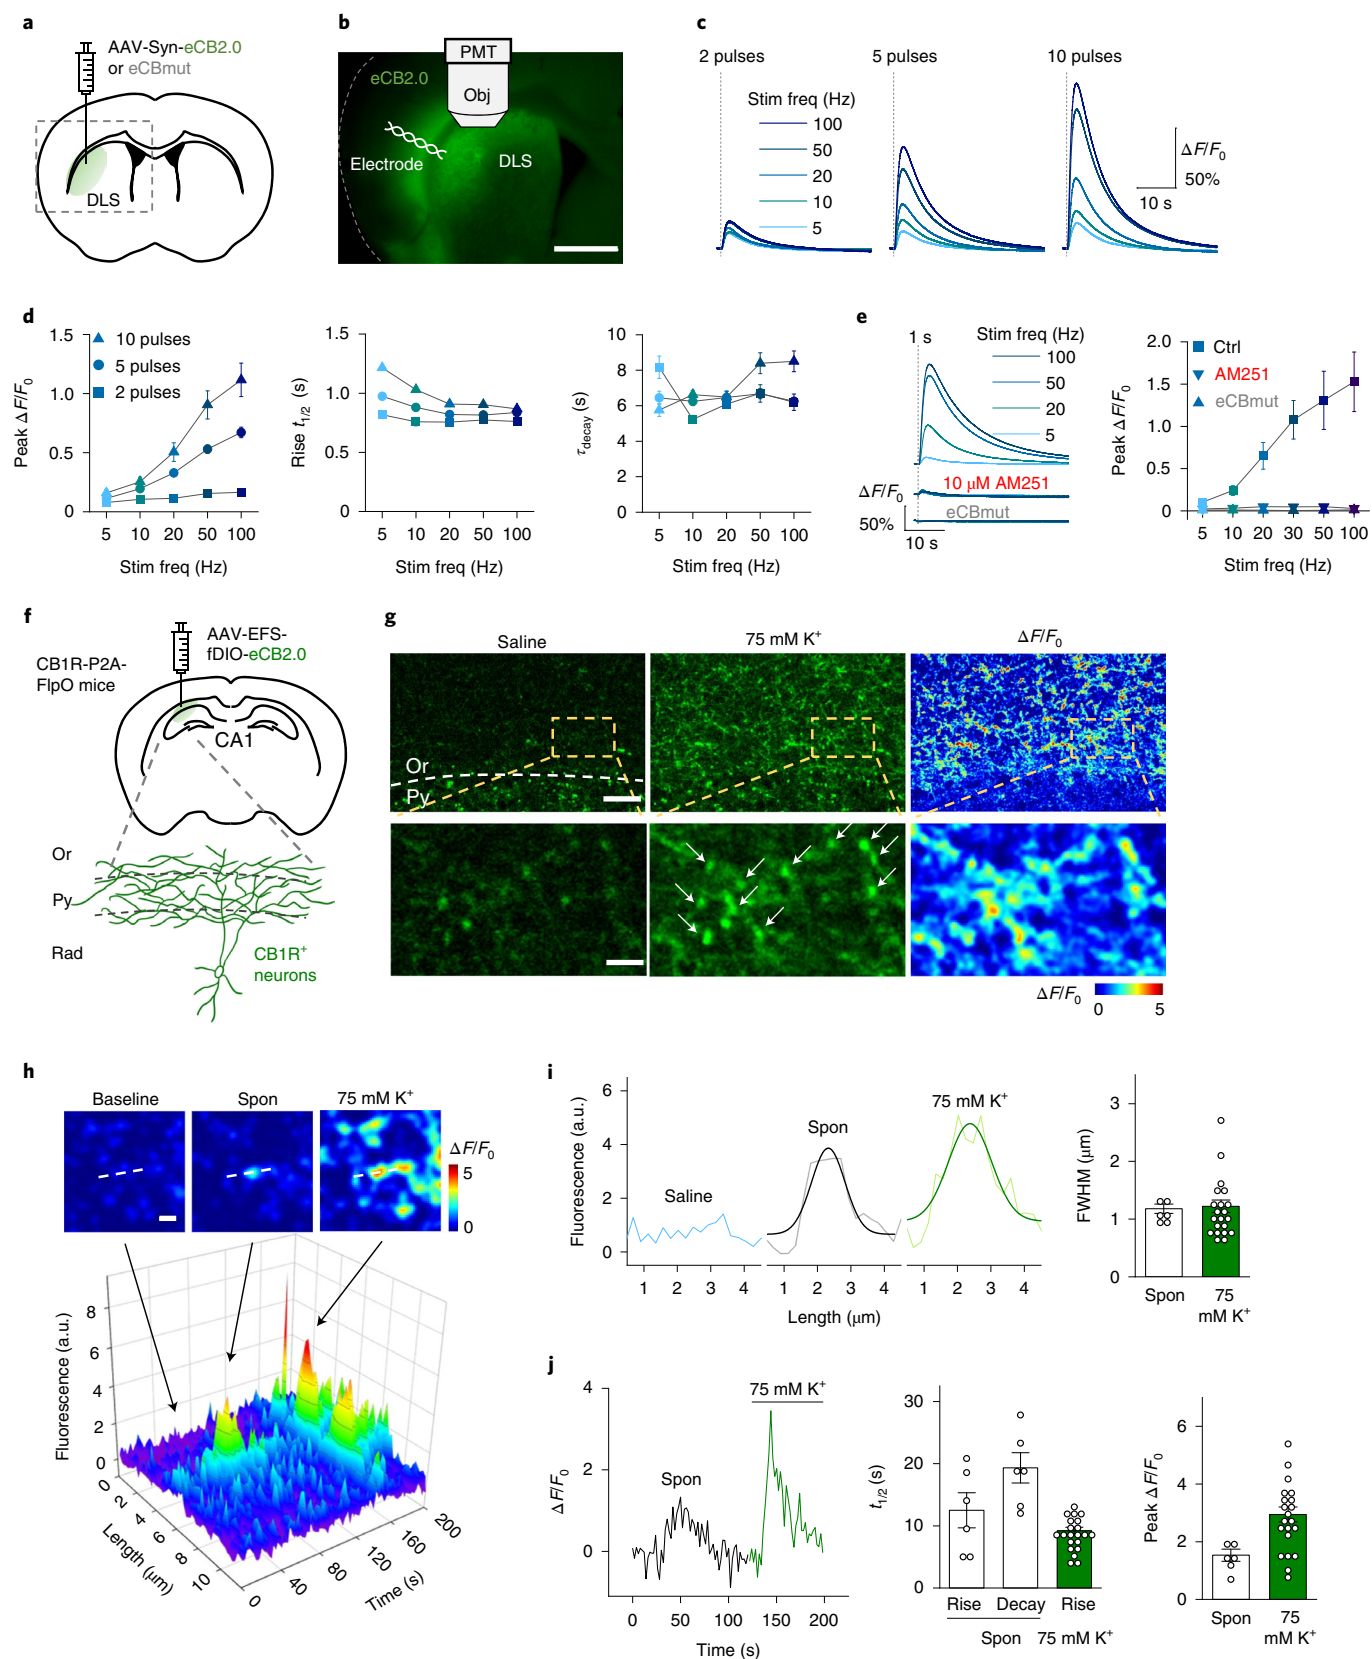 a
AAV-Syn-eCB2.0
or eCBmut
DLS
b
eCB2.0
PMT
Obj
Electrode
DLS
c
2 pulses
5 pulses
10 pulses
Stim freq (Hz)
100
50
20
10
5
ΔF/F0
50%
10 s
d
Peak ΔF/F0
1.5
1.0
0.5
0
10 pulses
5 pulses
2 pulses
5 10 20 50 100
Stim freq (Hz)
Rise t1/2 (s)
1.5
1.0
0.5
0
5 10 20 50 100
Stim freq (Hz)
τdecay (s)
10
8
6
4
2
0
5 10 20 50 100
Stim freq (Hz)
e
1 s
Stim freq (Hz)
100
50
20
5
10 μM AM251
eCBmut
ΔF/F0
50%
10 s
Peak ΔF/F0
2.0
1.5
1.0
0.5
0
Ctrl
AM251
eCBmut
5 10 20 30 50 100
Stim freq (Hz)
f
AAV-EFS-
fDIO-eCB2.0
CB1R-P2A-
FlpO mice
CA1
Or
Py
Rad
CB1R+
neurons
g
Saline
75 mM K+
ΔF/F0
Or
Py
ΔF/F0
0 5
h
Baseline
Spon
75 mM K+
ΔF/F0
5
0
Fluorescence (a.u.)
8
6
4
2
0
0
2
4
6
8
10
Length (μm)
0
40
80
120
160
200
Time (s)
i
Fluorescence (a.u.)
6
4
2
0
Saline
Spon
75 mM K+
1 2 3 4 1 2 3 4 1 2 3 4
Length (μm)
FWHM (μm)
3
2
1
0
Spon 75
mM K+
j
ΔF/F0
4
2
0
Spon
75 mM K+
0 50 100 150 200
Time (s)
t1/2 (s)
30
20
10
0
Rise Decay Rise
Spon 75 mM K+
Peak ΔF/F0
6
4
2
0
Spon 75
mM K+